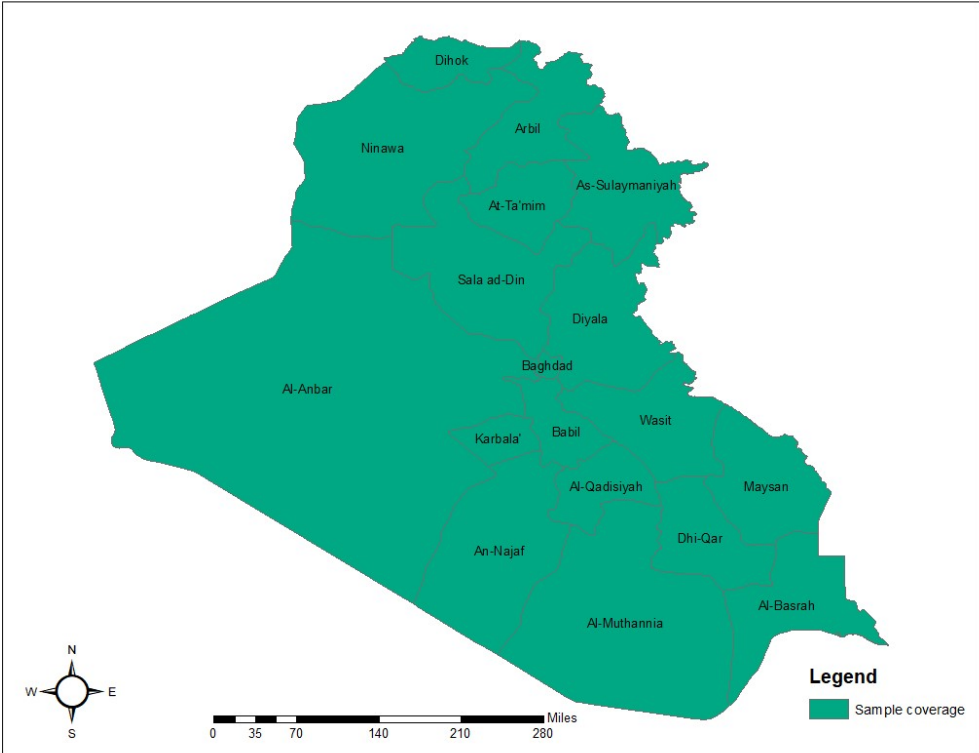 Dihok
Arbil
Ninawa
As-Sulaymaniyah
At-Ta'mim
Sala ad-Din
Diyala
Baghdad
Al-Anbar
Wasit
Babil
Karbala'
Al-Qadisiyah
Maysan
Dhi-Qar
An-Najaf
Al-Basrah
Al-Muthannia
N
W E
S
Legend
Sample coverage
Miles
0 35 70 140 210 280